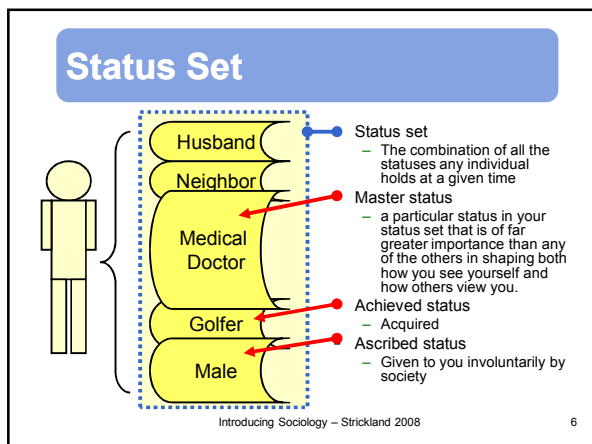 Status Set
Husband
Neighbor
Medical
Doctor
Golfer
Male
Status set
– The combination of all the
statuses any individual
holds at a given time
Master status
– a particular status in your
status set that is of far
greater importance than any
of the others in shaping both
how you see yourself and
how others view you.
Achieved status
– Acquired
Ascribed status
– Given to you involuntarily by
society
Introducing Sociology – Strickland 2008
6